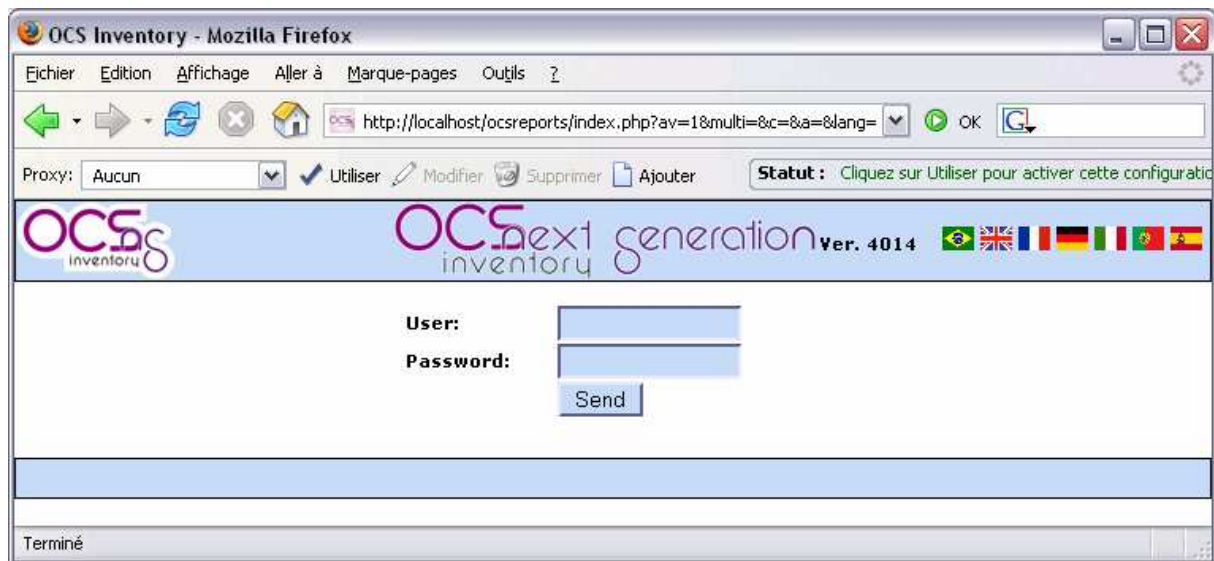 OCS Inventory - Mozilla Firefox
Fichier Edition Affichage Aller à Marque-pages Outils ?
OCS http://localhost/ocsreports/index.php?av=1&multi=&c=&a=&lang= OK G
Proxy: Aucun Utiliser Modifier Supprimer Ajouter Statut : Cliquez sur Utiliser pour activer cette configuratio
OCS ng inventory
OCS next generation inventory Ver. 4014
User:
Password:
Send
Terminé